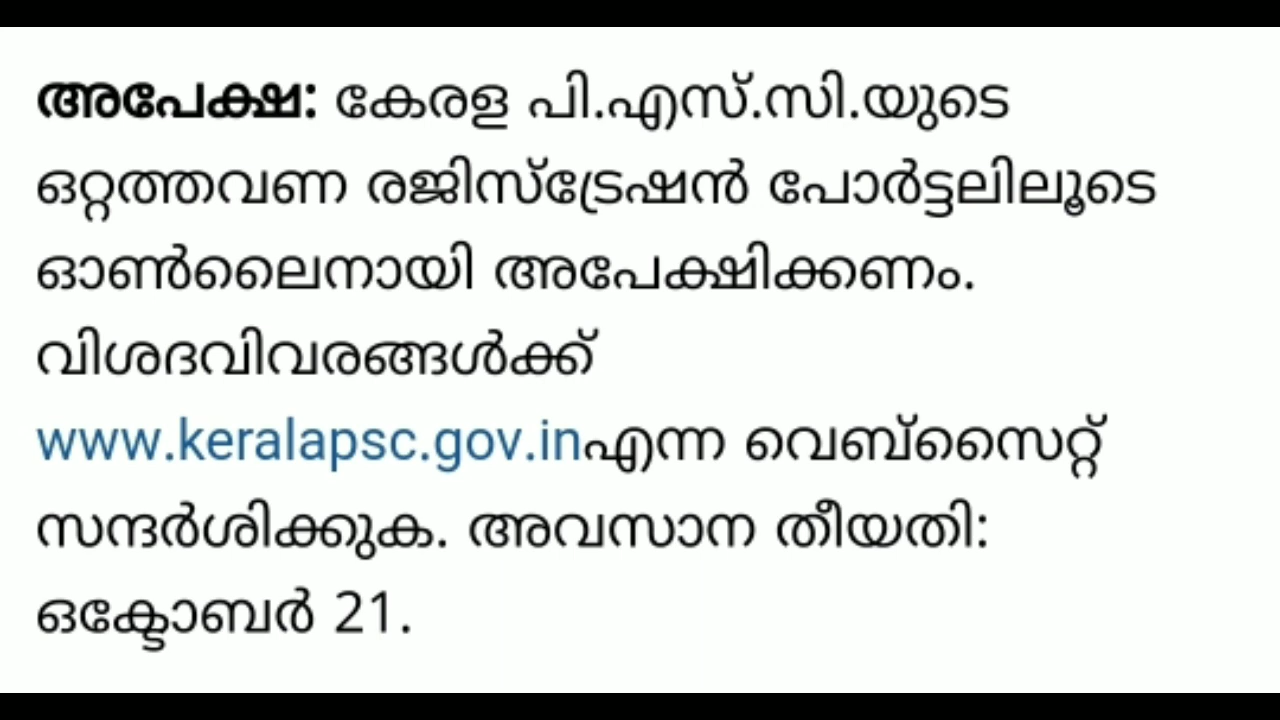 അപേക്ഷ: കേരള പി.എസ്.സി.യുടെ
ഒറ്റത്തവണ രജിസ്ട്രേഷൻ പോർട്ടലിലൂടെ
ഓൺലൈനായി അപേക്ഷിക്കണം.
വിശദവിവരങ്ങൾക്ക്
www.keralapsc.gov.inഎന്ന വെബ്സൈറ്റ്
സന്ദർശിക്കുക. അവസാന തീയതി:
ഒക്ടോബർ 21.